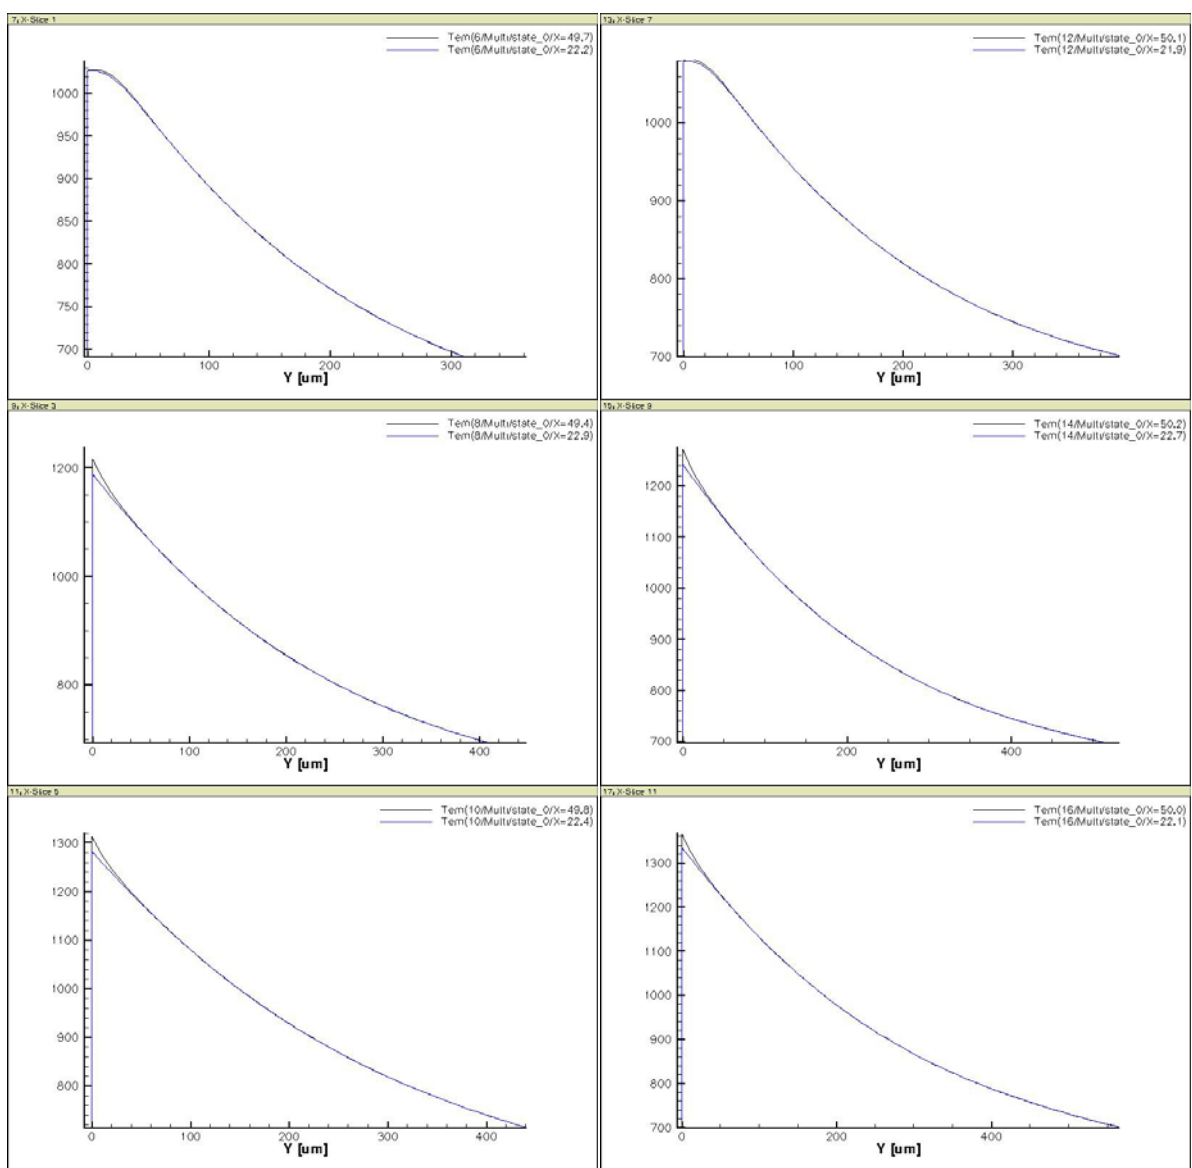 7: X-Slice 1
Tem(6/Multi/state_0/X=49.7)
Tem(6/Multi/state_0/X=22.2)
1000
950
900
850
800
750
700
0 100 200 300
Y [um]
13: X-Slice 7
Tem(12/Multi/state_0/X=50.1)
Tem(12/Multi/state_0/X=21.9)
1000
900
800
700
0 100 200 300
Y [um]
9: X-Slice 3
Tem(8/Multi/state_0/X=49.4)
Tem(8/Multi/state_0/X=22.9)
1200
1000
800
0 100 200 300 400
Y [um]
15: X-Slice 9
Tem(14/Multi/state_0/X=50.2)
Tem(14/Multi/state_0/X=22.7)
1200
1100
1000
900
800
700
0 200 400
Y [um]
11: X-Slice 5
Tem(10/Multi/state_0/X=49.8)
Tem(10/Multi/state_0/X=22.4)
1300
1200
1100
1000
900
800
0 100 200 300 400
Y [um]
17: X-Slice 11
Tem(16/Multi/state_0/X=50.0)
Tem(16/Multi/state_0/X=22.1)
1300
1200
1100
1000
900
800
700
0 200 400
Y [um]